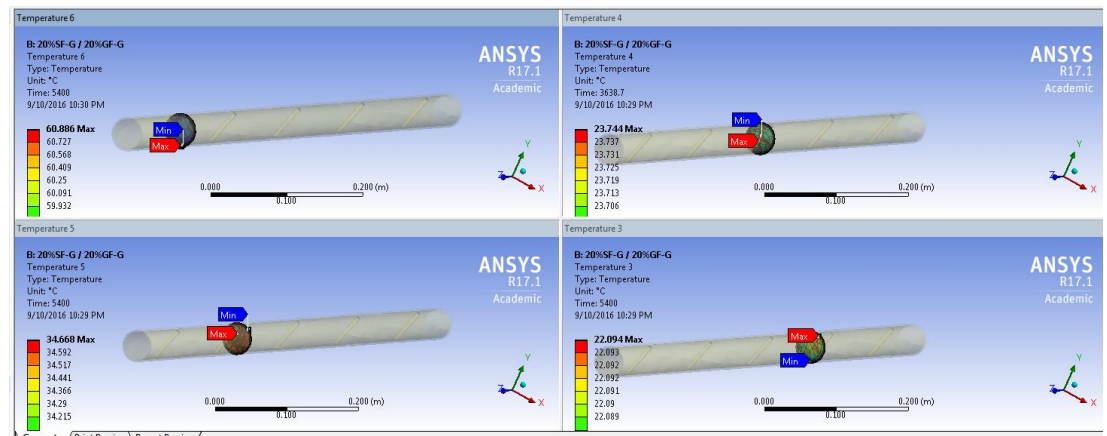 Temperature 6
B: 20%SF-G / 20%GF-G
Temperature 6
Type: Temperature
Unit: °C
Time: 5400
9/10/2016 10:30 PM
60.886 Max
60.727
60.568
60.409
60.25
60.091
59.932
Min
Max
ANSYS
R17.1
Academic
0.000
0.200 (m)
0.100
Y
Z
X
Temperature 4
B: 20%SF-G / 20%GF-G
Temperature 4
Type: Temperature
Unit: °C
Time: 3638.7
9/10/2016 10:29 PM
23.744 Max
23.737
23.731
23.725
23.719
23.713
23.706
Min
Max
ANSYS
R17.1
Academic
0.000
0.200 (m)
0.100
Y
Z
X
Temperature 5
B: 20%SF-G / 20%GF-G
Temperature 5
Type: Temperature
Unit: °C
Time: 5400
9/10/2016 10:29 PM
34.668 Max
34.592
34.517
34.441
34.366
34.29
34.215
Min
Max
ANSYS
R17.1
Academic
0.000
0.200 (m)
0.100
Y
Z
X
Temperature 3
B: 20%SF-G / 20%GF-G
Temperature 3
Type: Temperature
Unit: °C
Time: 5400
9/10/2016 10:29 PM
22.094 Max
22.093
22.092
22.092
22.091
22.09
22.089
Max
Min
ANSYS
R17.1
Academic
0.000
0.200 (m)
0.100
Y
Z
X